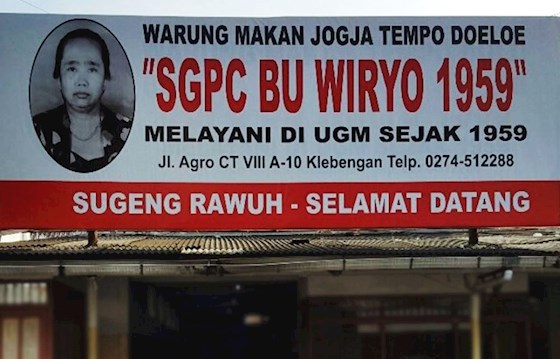 WARUNG MAKAN JOGJA TEMPO DOELOE
"SGPC BU WIRYO 1959"
MELAYANI DI UGM SEJAK 1959
Jl. Agro CT VIII A-10 Klebengan Telp. 0274-512288
SUGENG RAWUH - SELAMAT DATANG